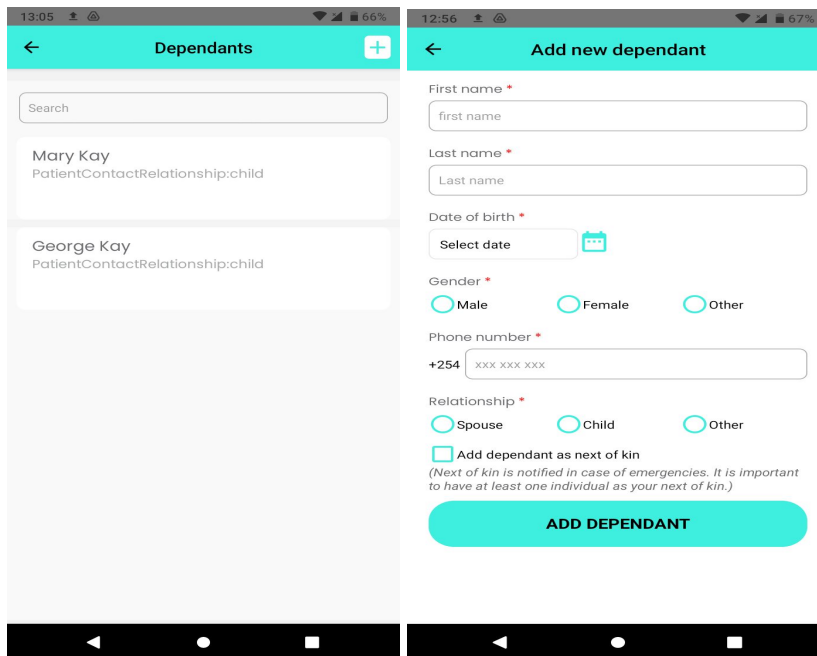 13:05
66%
Dependants
Search
Mary Kay
PatientContactRelationship:child
George Kay
PatientContactRelationship:child
12:56
67%
Add new dependant
First name *
first name
Last name *
Last name
Date of birth *
Select date
Gender *
Male Female Other
Phone number *
+254 xxx xxx xxx
Relationship *
Spouse Child Other
Add dependant as next of kin
(Next of kin is notified in case of emergencies. It is important
to have at least one individual as your next of kin.)
ADD DEPENDANT